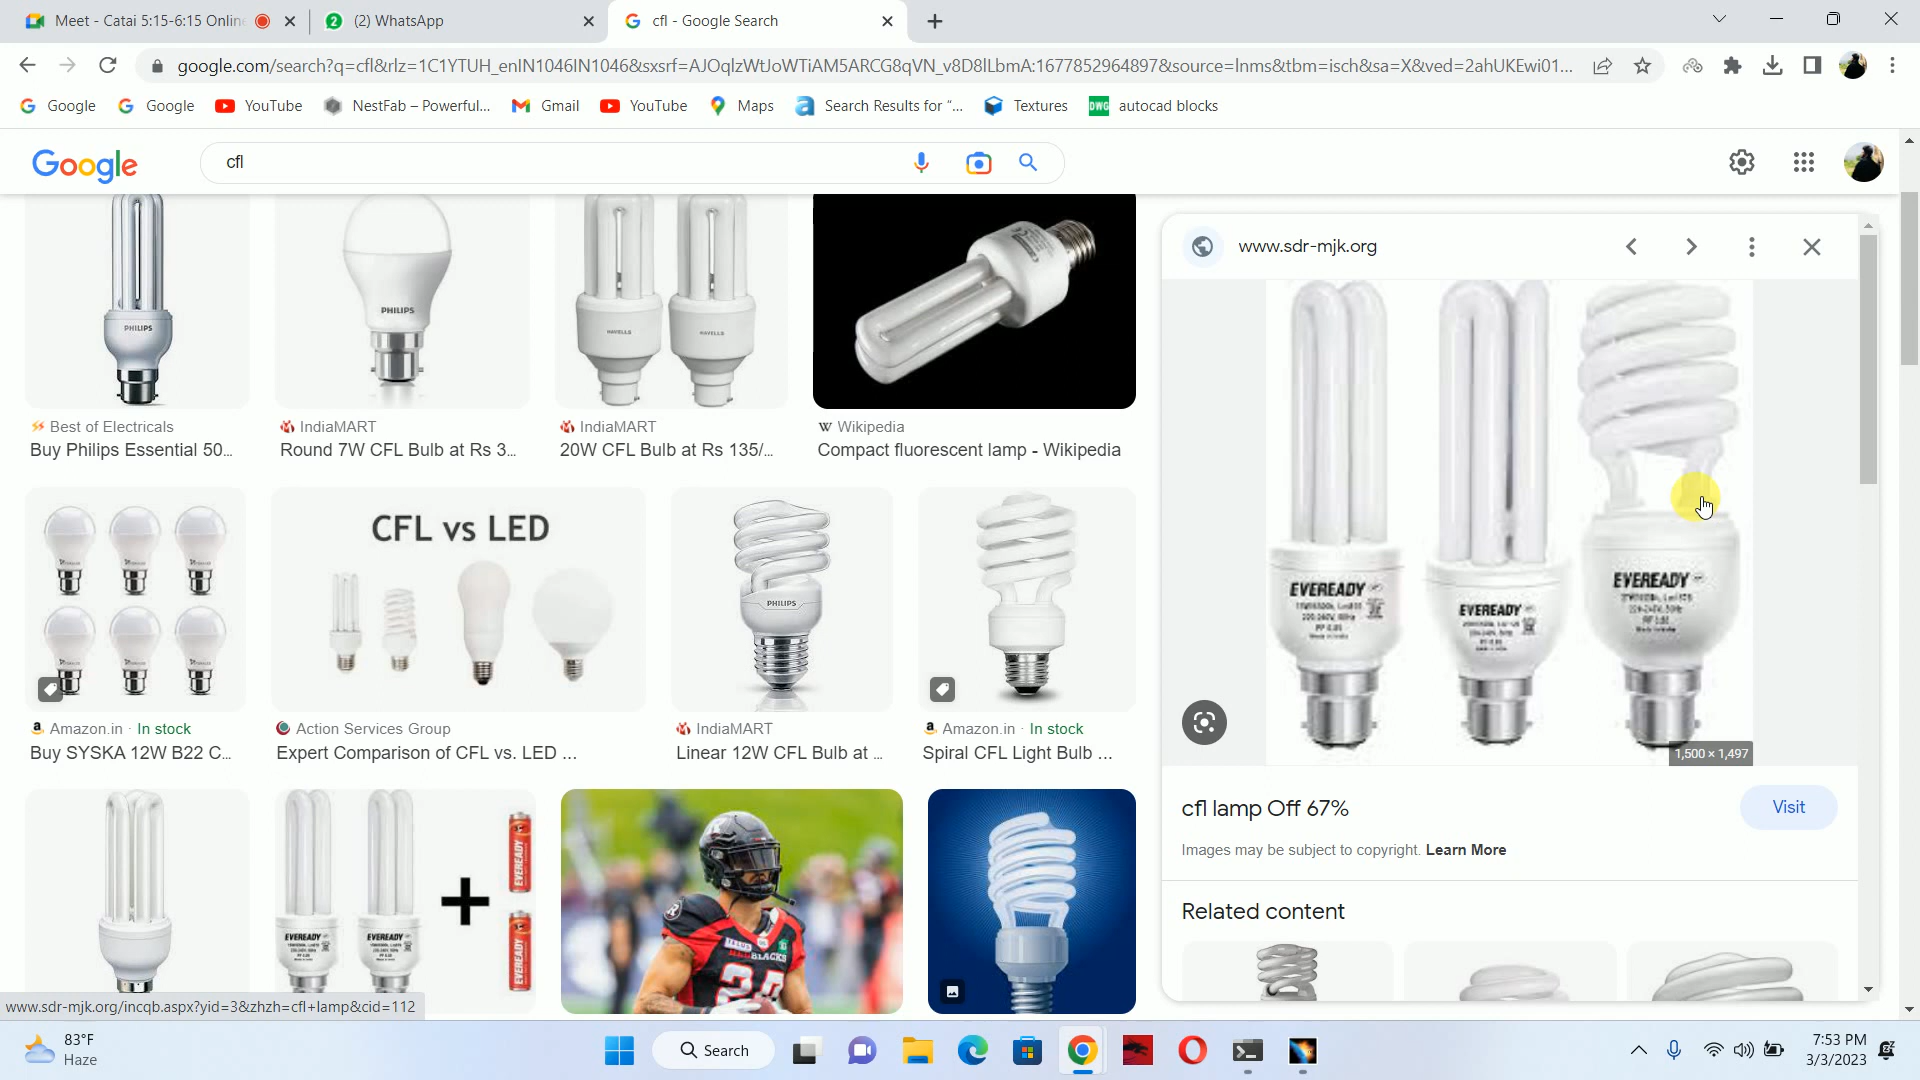 Meet - Catai 5:15-6:15 Onlin
(2) WhatsApp
cfl - Google Search
google.com/search?q=cfl&rlz=1C1YTUH_enIN1046IN1046&sxsrf=AJOqlzWtJoWTiAM5ARCG8qVN_v8D8lLbmA:1677852964897&source=lnms&tbm=isch&sa=X&ved=2ahUKEwi01...
Google
Google
YouTube
NestFab – Powerful...
Gmail
YouTube
Maps
Search Results for "...
Textures
DWG autocad blocks
Google
cfl
www.sdr-mjk.org
PHILIPS
PHILIPS
HAVELLS
HAVELLS
Best of Electricals
Buy Philips Essential 50...
IndiaMART
Round 7W CFL Bulb at Rs 3...
IndiaMART
20W CFL Bulb at Rs 135/...
W Wikipedia
Compact fluorescent lamp - Wikipedia
CFL vs LED
PHILIPS
EVEREADY
EVEREADY
EVEREADY
1,500 × 1,497
Amazon.in · In stock
Buy SYSKA 12W B22 C...
Action Services Group
Expert Comparison of CFL vs. LED ...
IndiaMART
Linear 12W CFL Bulb at ...
Amazon.in · In stock
Spiral CFL Light Bulb ...
cfl lamp Off 67%
Visit
Images may be subject to copyright. Learn More
Related content
EVEREADY
EVEREADY
+
EVEREADY
EVEREADY
REDBLACKS
www.sdr-mjk.org/incqb.aspx?yid=3&zhzh=cfl+lamp&cid=112
83°F
Haze
Search
7:53 PM
3/3/2023